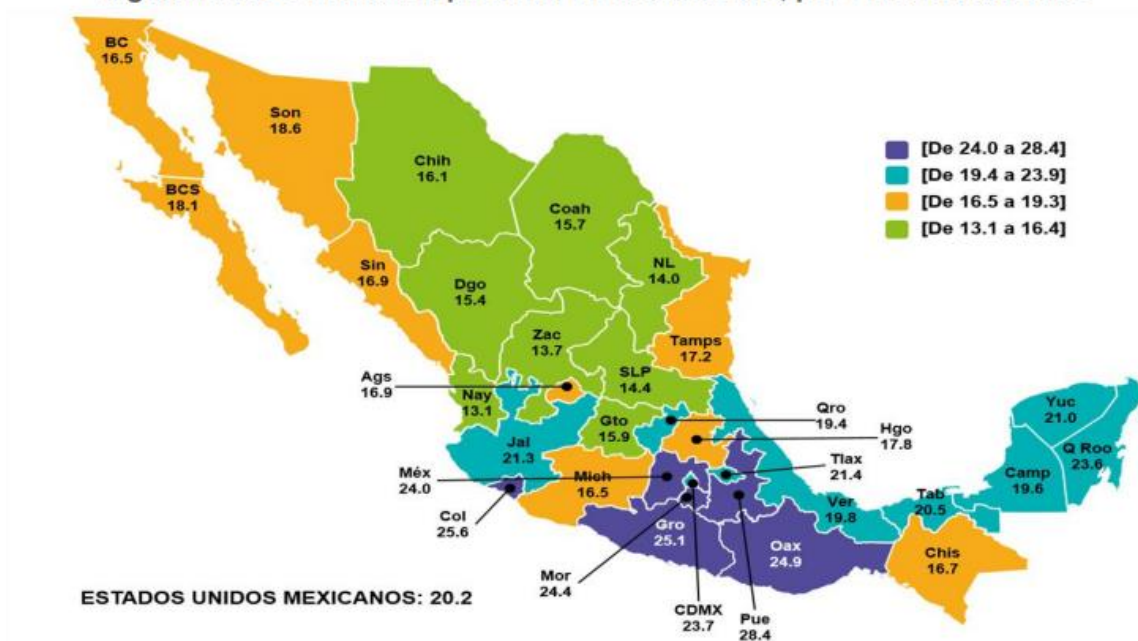 BC
16.5
Son
18.6
Chih
16.1
BCS
18.1
Coah
15.7
[De 24.0 a 28.4]
[De 19.4 a 23.9]
[De 16.5 a 19.3]
[De 13.1 a 16.4]
Sin
16.9
Dgo
15.4
NL
14.0
Zac
13.7
Tamps
17.2
Ags
16.9
SLP
14.4
Nay
13.1
Gto
15.9
Qro
19.4
Hgo
17.8
Yuc
21.0
Q Roo
23.6
Jal
21.3
Tlax
21.4
Camp
19.6
Méx
24.0
Mich
16.5
Ver
19.8
Tab
20.5
Col
25.6
Gro
25.1
Oax
24.9
Chis
16.7
Mor
24.4
CDMX
23.7
Pue
28.4
ESTADOS UNIDOS MEXICANOS: 20.2